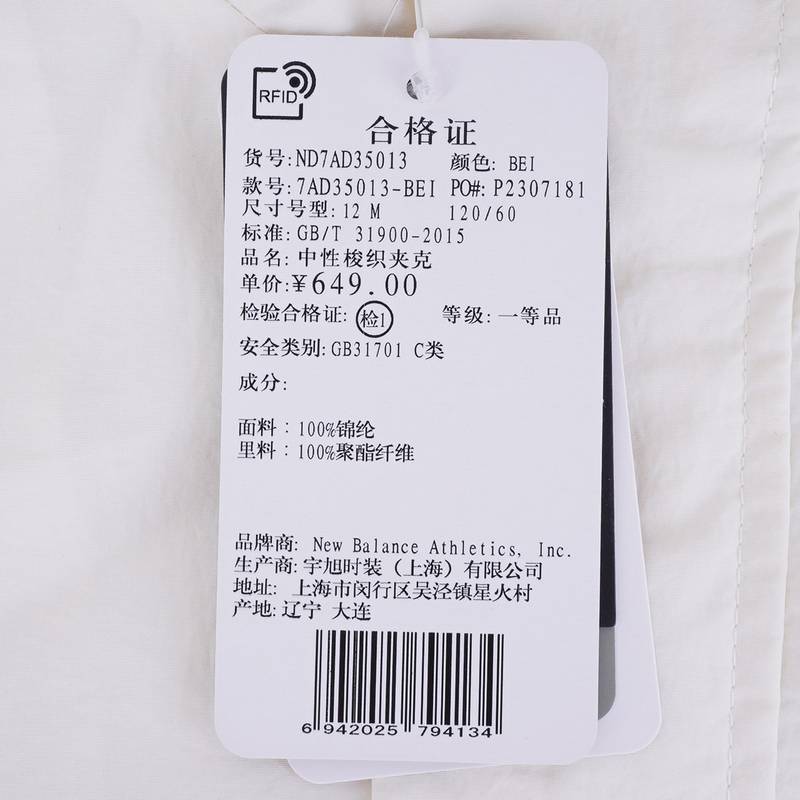 RFID
合格证
货号:ND7AD35013 颜色: BEI
款号:7AD35013-BEI PO#: P2307181
尺寸号型:12 M 120/60
标准:GB/T 31900-2015
品名:中性梭织夹克
单价:¥649.00
检验合格证: 检1 等级:一等品
安全类别:GB31701 C类
成分:
面料:100%锦纶
里料:100%聚酯纤维
品牌商: New Balance Athletics, Inc.
生产商:宇旭时装(上海)有限公司
地址: 上海市闵行区吴泾镇星火村
产地:辽宁 大连
6 942025 794134